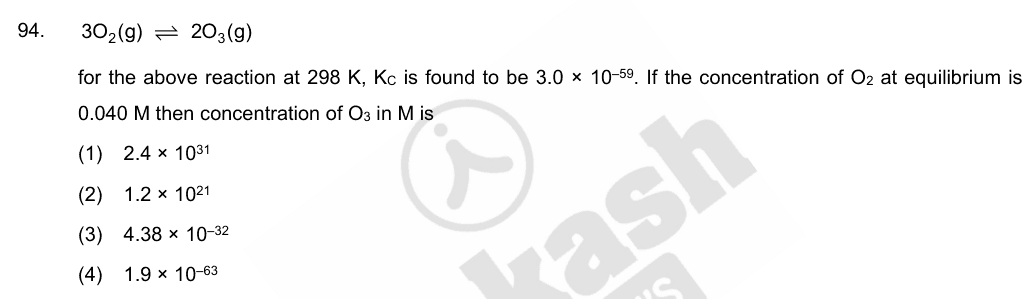 94. 3O₂(g) ⇌ 2O₃(g)
for the above reaction at 298 K, K_C is found to be 3.0 × 10⁻⁵⁹. If the concentration of O₂ at equilibrium is
0.040 M then concentration of O₃ in M is
(1) 2.4 × 10³¹
(2) 1.2 × 10²¹
(3) 4.38 × 10⁻³²
(4) 1.9 × 10⁻⁶³
kash